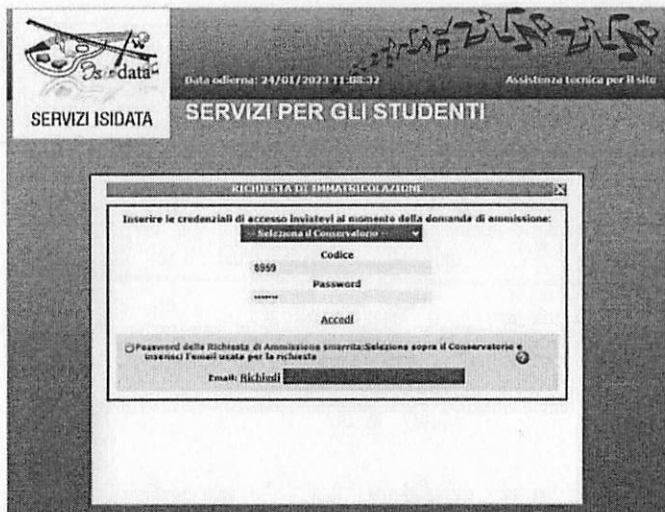 Isidata
SERVIZI ISIDATA
Data odierna: 24/01/2023 11:08:32
Assistenza tecnica per il sito
SERVIZI PER GLI STUDENTI
RICHIESTA DI IMMATRICOLAZIONE
Inserire le credenziali di accesso inviatevi al momento della domanda di ammissione:
-- Seleziona il Conservatorio --
Codice
8959
Password
•••••••
Accedi
Password della Richiesta di Ammissione smarrita:Seleziona sopra il Conservatorio e
inserisci l'email usata per la richiesta
Email: Richiedi